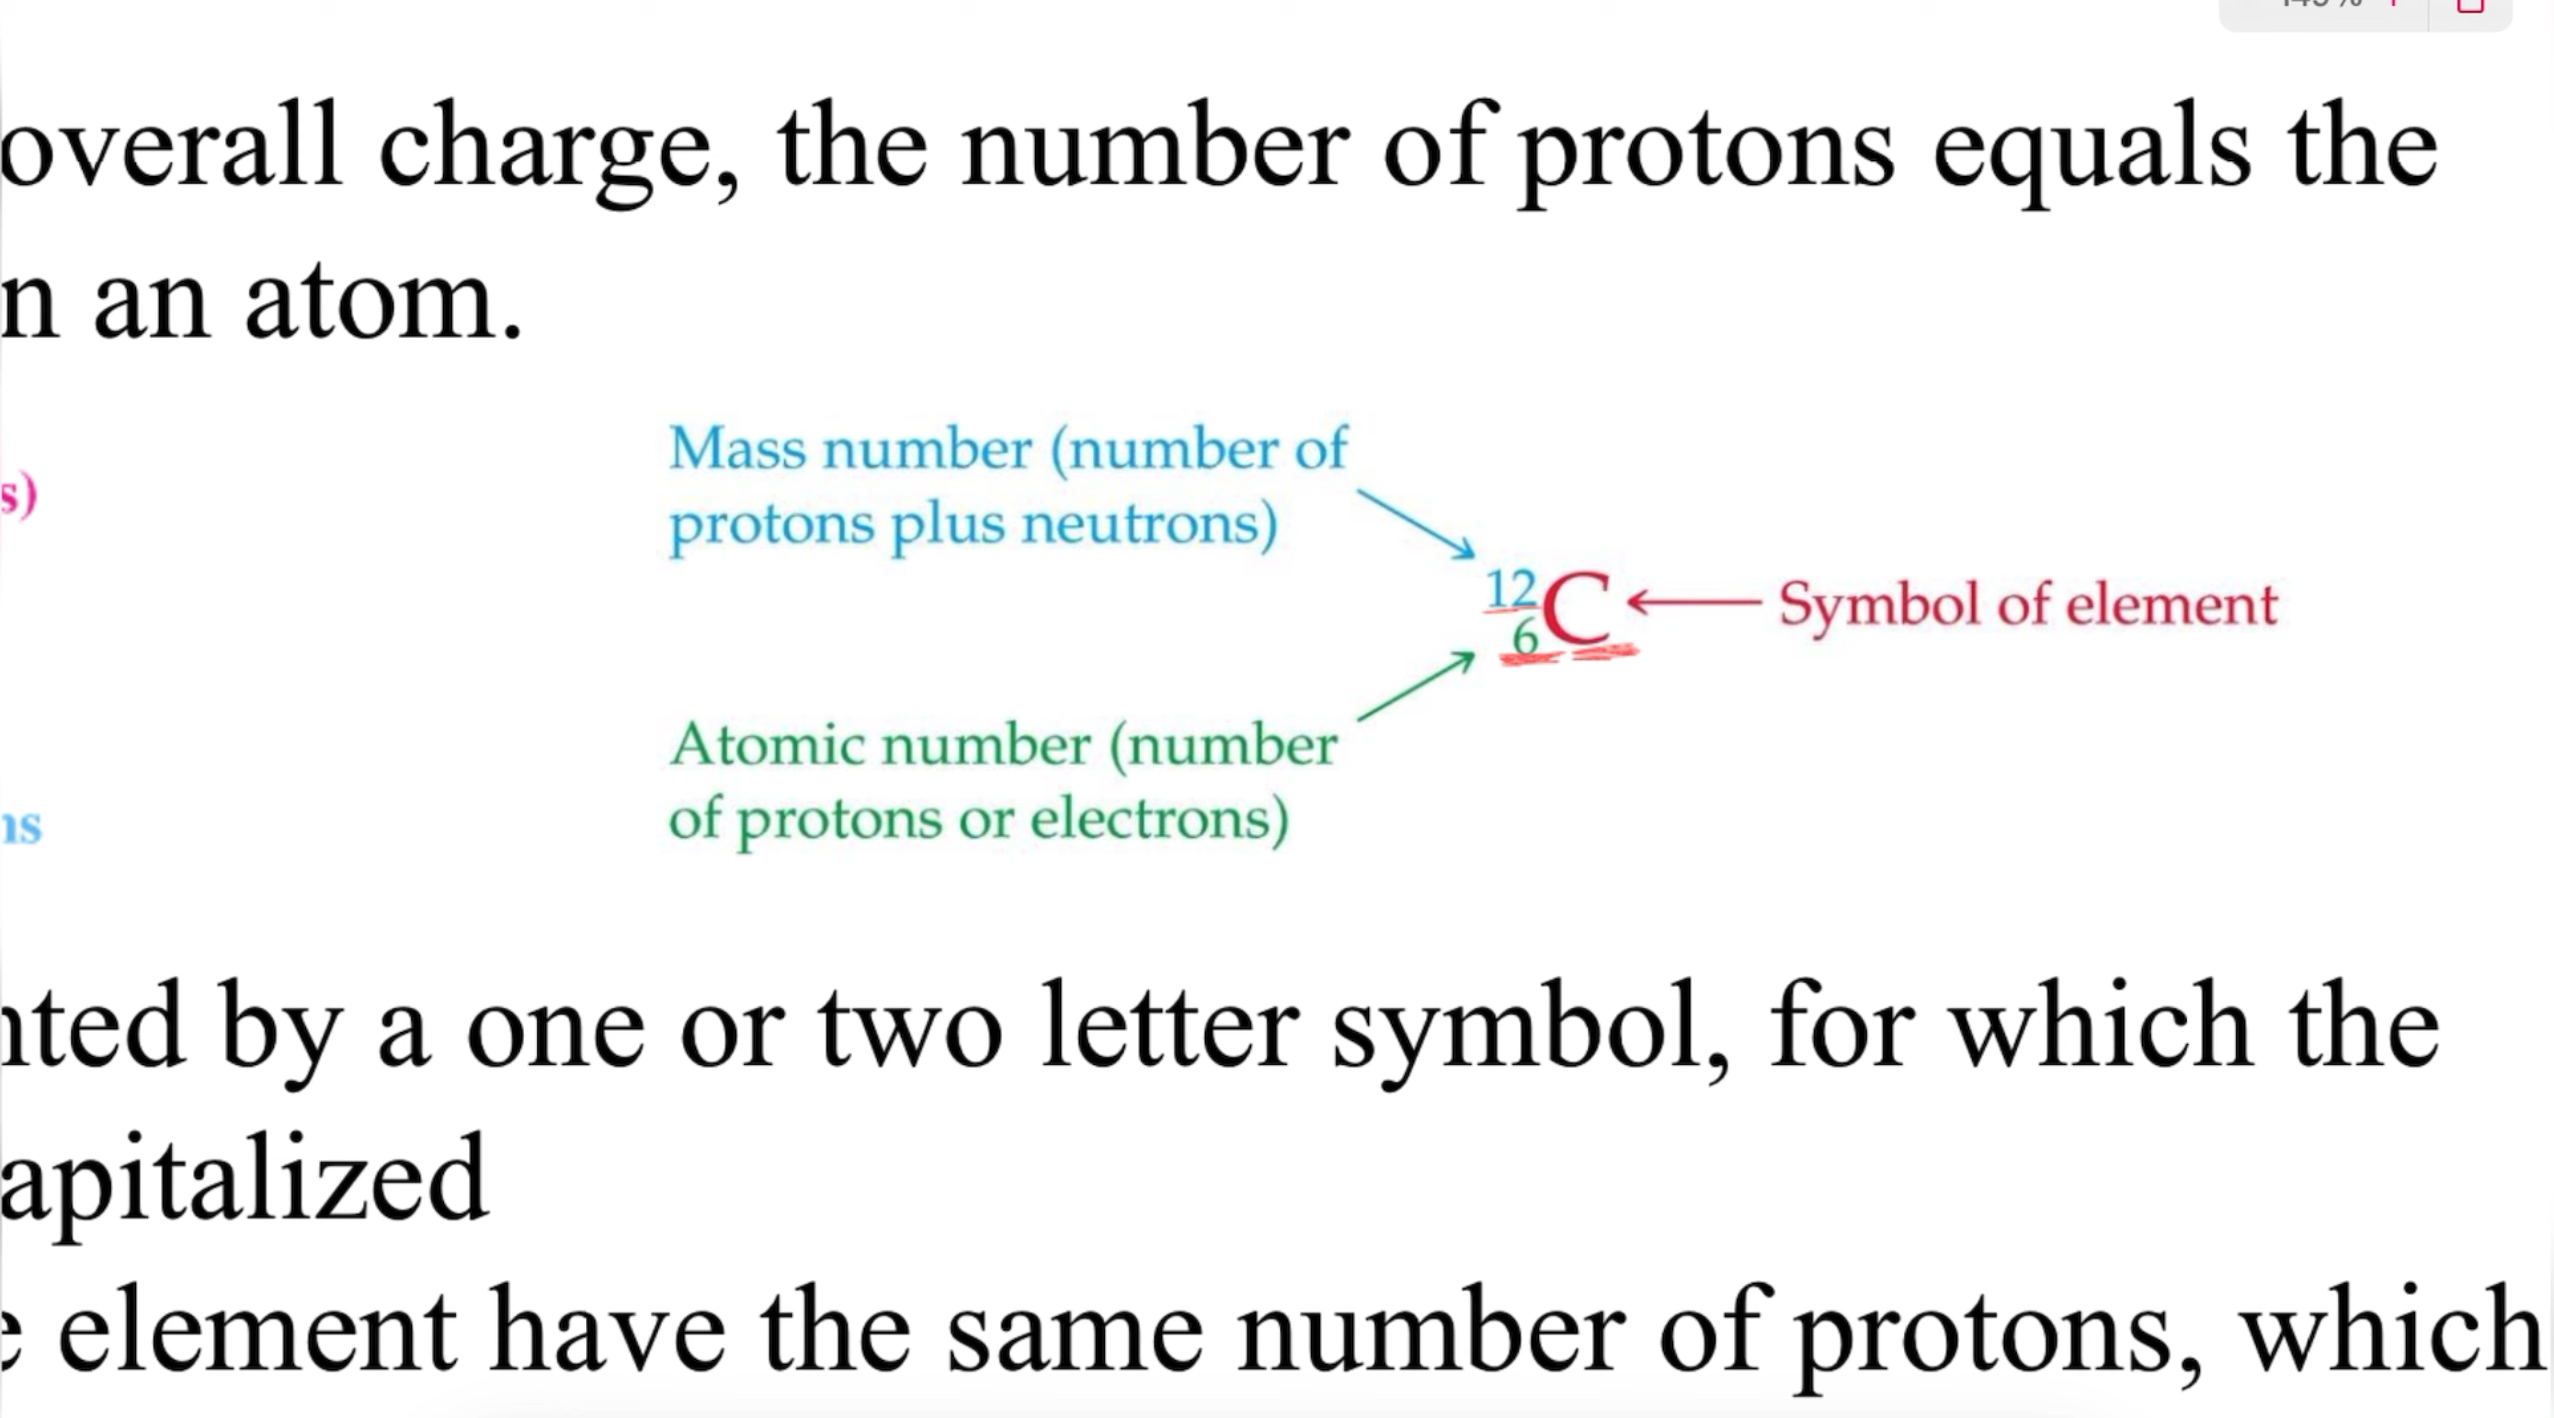 overall charge, the number of protons equals the
n an atom.
Mass number (number of
protons plus neutrons)
s)
12
C ← Symbol of element
6
Atomic number (number
of protons or electrons)
ns
nted by a one or two letter symbol, for which the
apitalized
e element have the same number of protons, which